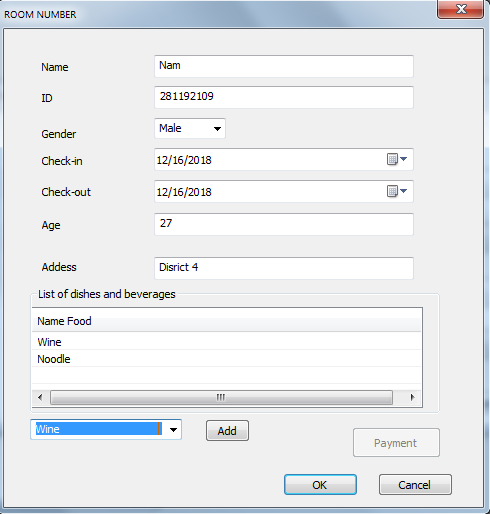 ROOM NUMBER
Name Nam
ID 281192109
Gender Male
Check-in 12/16/2018
Check-out 12/16/2018
Age 27
Addess Disrict 4
List of dishes and beverages
Name Food
Wine
Noodle
Wine Add
Payment
OK Cancel